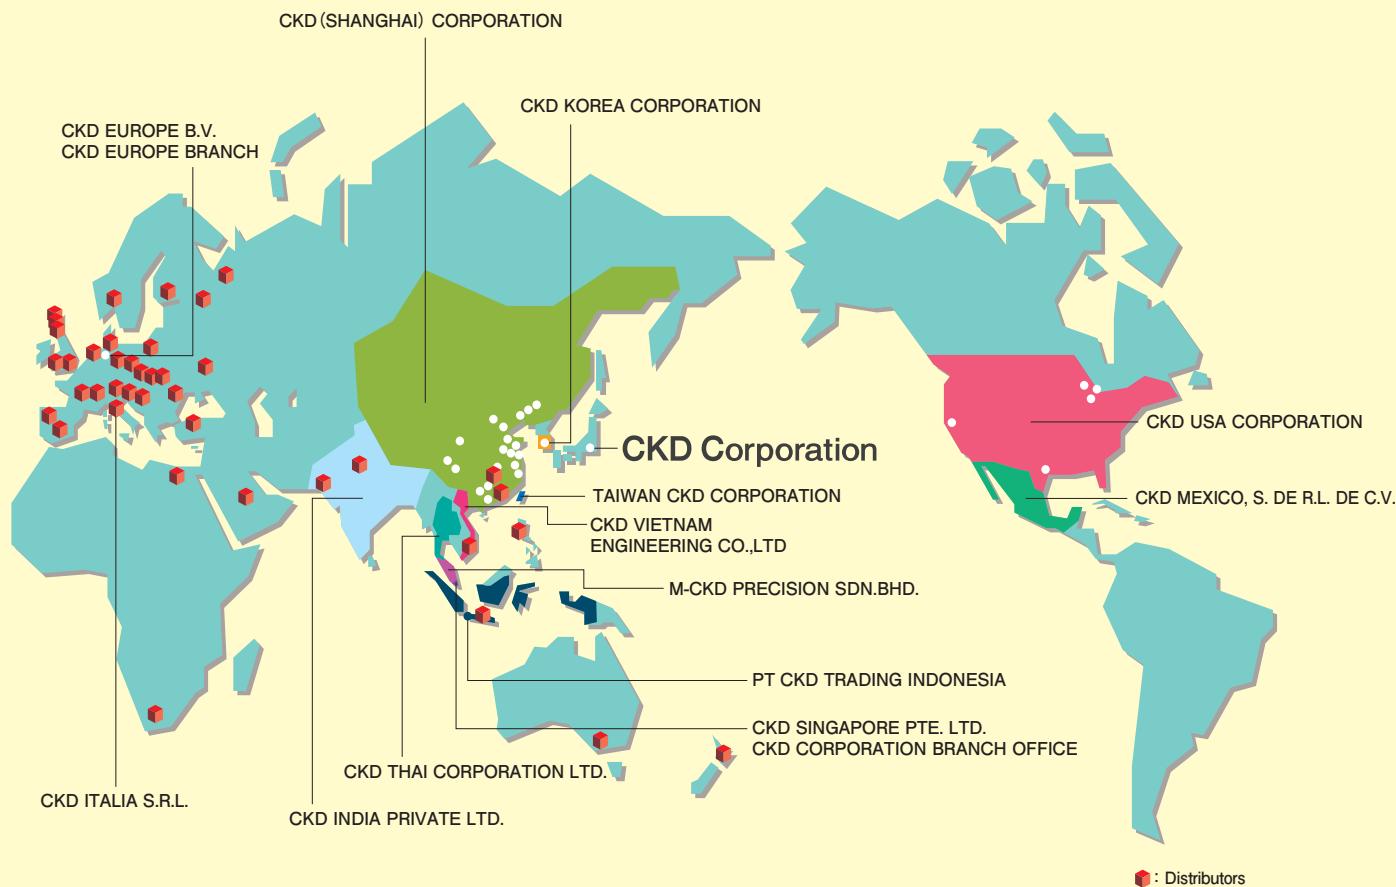 CKD(SHANGHAI) CORPORATION
CKD KOREA CORPORATION
CKD EUROPE B.V.
CKD EUROPE BRANCH
CKD USA CORPORATION
CKD Corporation
TAIWAN CKD CORPORATION
CKD MEXICO, S. DE R.L. DE C.V.
CKD VIETNAM
ENGINEERING CO.,LTD
M-CKD PRECISION SDN.BHD.
PT CKD TRADING INDONESIA
CKD SINGAPORE PTE. LTD.
CKD CORPORATION BRANCH OFFICE
CKD THAI CORPORATION LTD.
CKD ITALIA S.R.L.
CKD INDIA PRIVATE LTD.
: Distributors